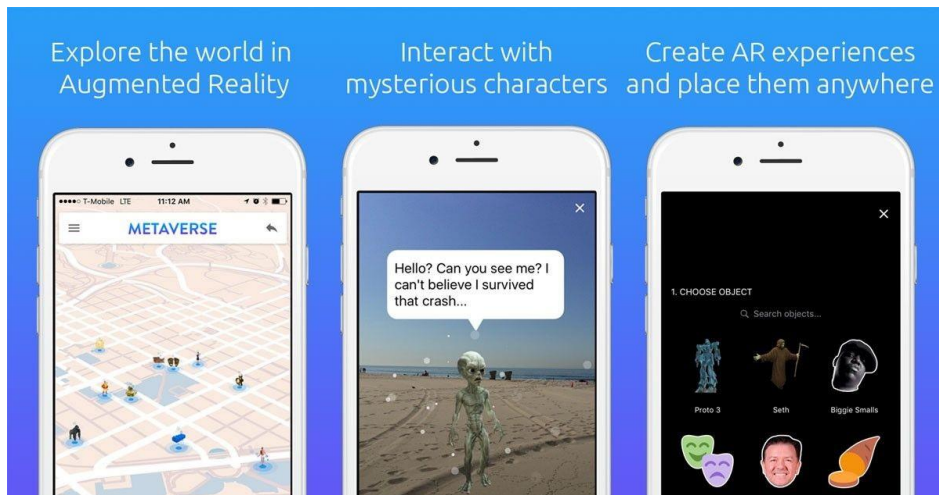 Explore the world in
Augmented Reality
Interact with
mysterious characters
Create AR experiences
and place them anywhere
T-Mobile LTE 11:12 AM
METAVERSE
Hello? Can you see me? I
can't believe I survived
that crash...
1. CHOOSE OBJECT
Search objects...
Proto 3 Seth Biggie Smalls